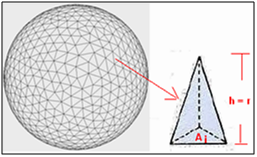 h = r
A i